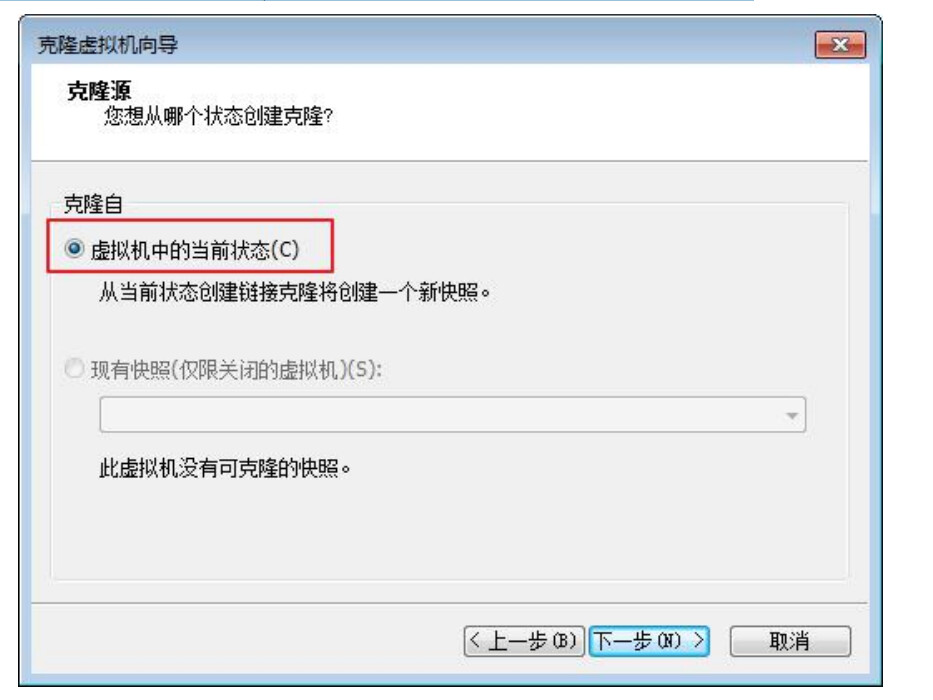 克隆虚拟机向导
克隆源
您想从哪个状态创建克隆?
克隆自
虚拟机中的当前状态(C)
从当前状态创建链接克隆将创建一个新快照。
现有快照(仅限关闭的虚拟机)(S):
此虚拟机没有可克隆的快照。
< 上一步(B) 下一步(N) > 取消